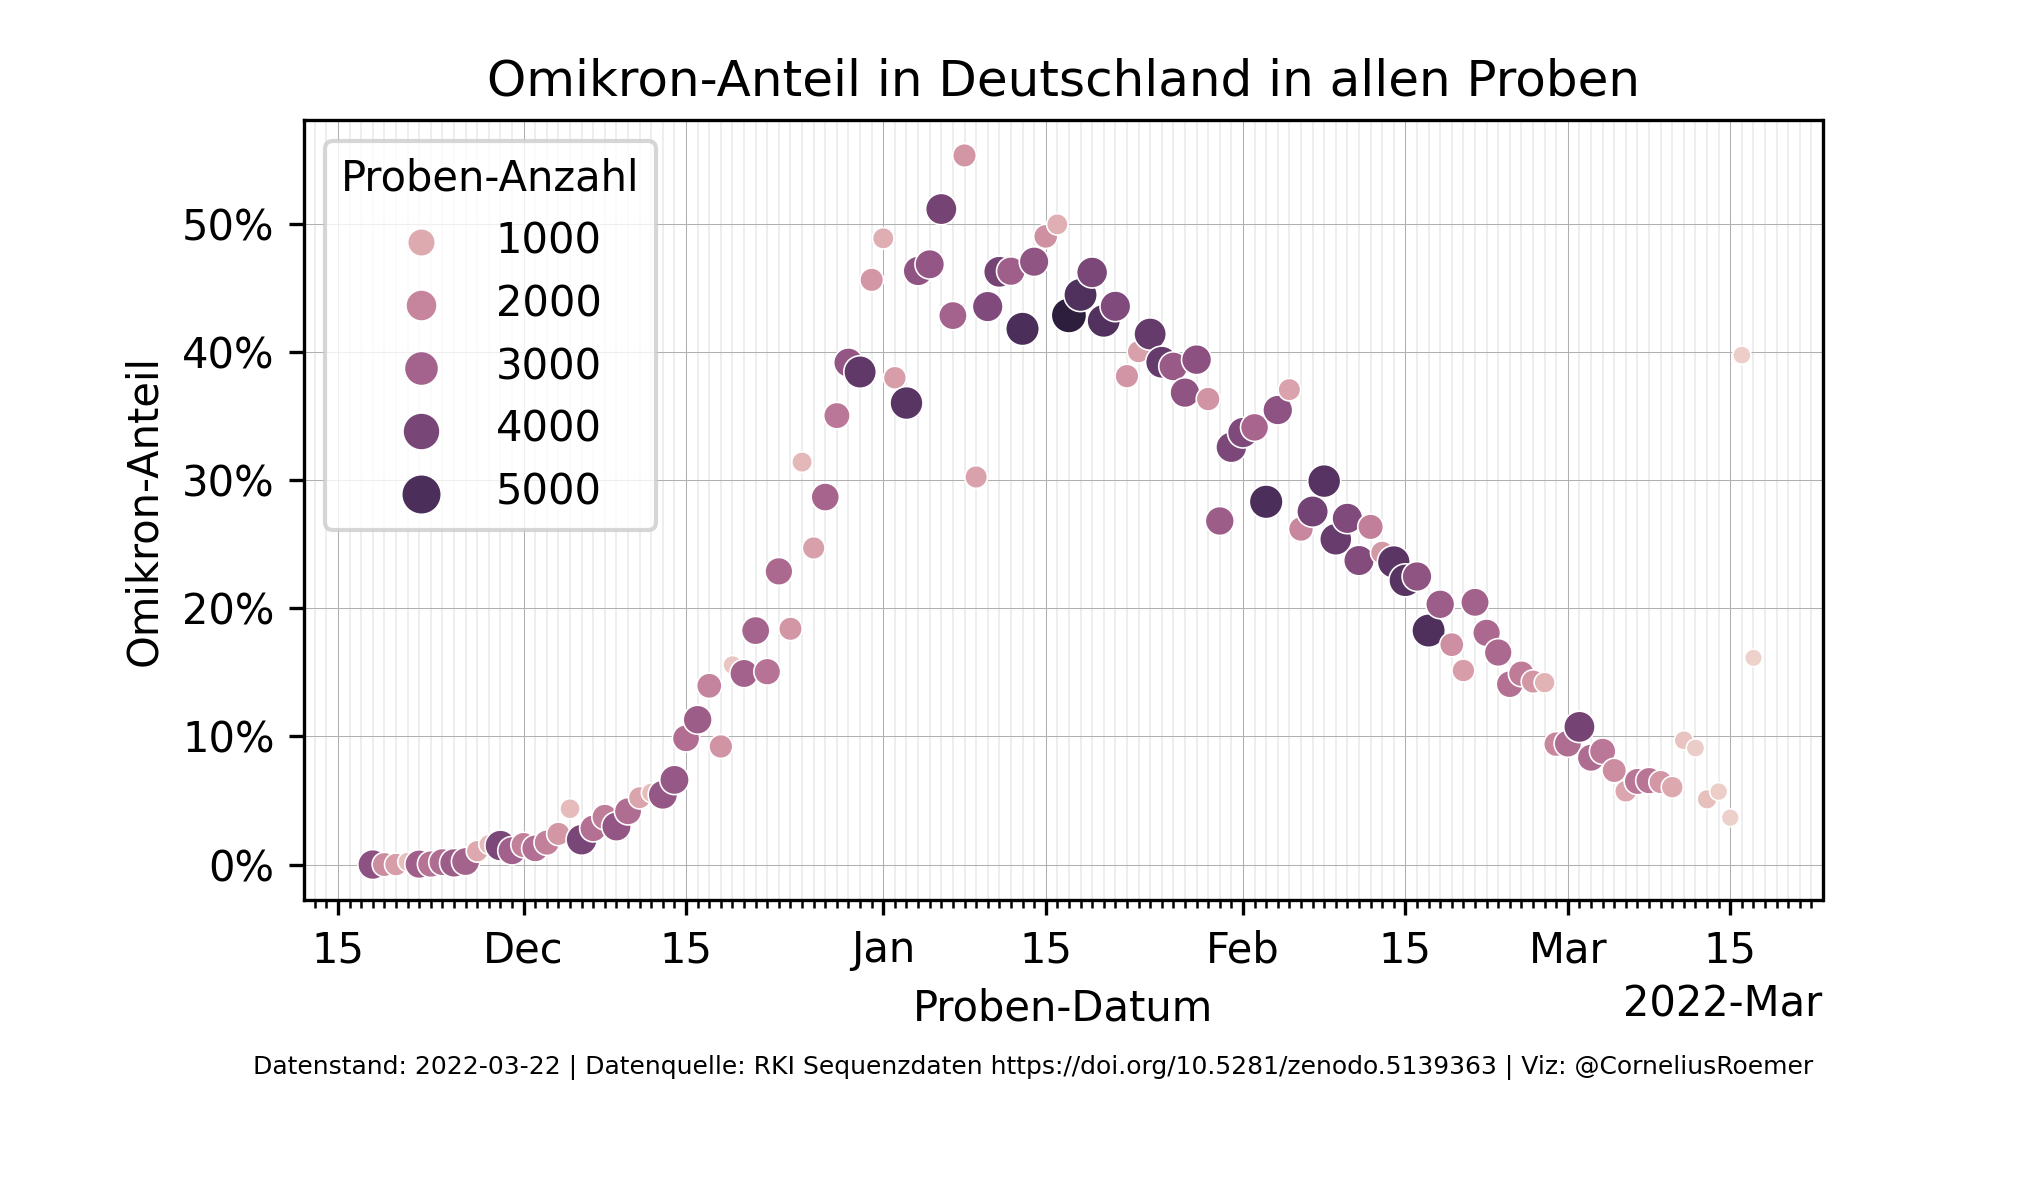 Omikron-Anteil in Deutschland in allen Proben
Proben-Anzahl
1000
2000
3000
4000
5000
Omikron-Anteil
50%
40%
30%
20%
10%
0%
15 Dec 15 Jan 15 Feb 15 Mar 15
2022-Mar
Proben-Datum
Datenstand: 2022-03-22 | Datenquelle: RKI Sequenzdaten https://doi.org/10.5281/zenodo.5139363 | Viz: @CorneliusRoemer